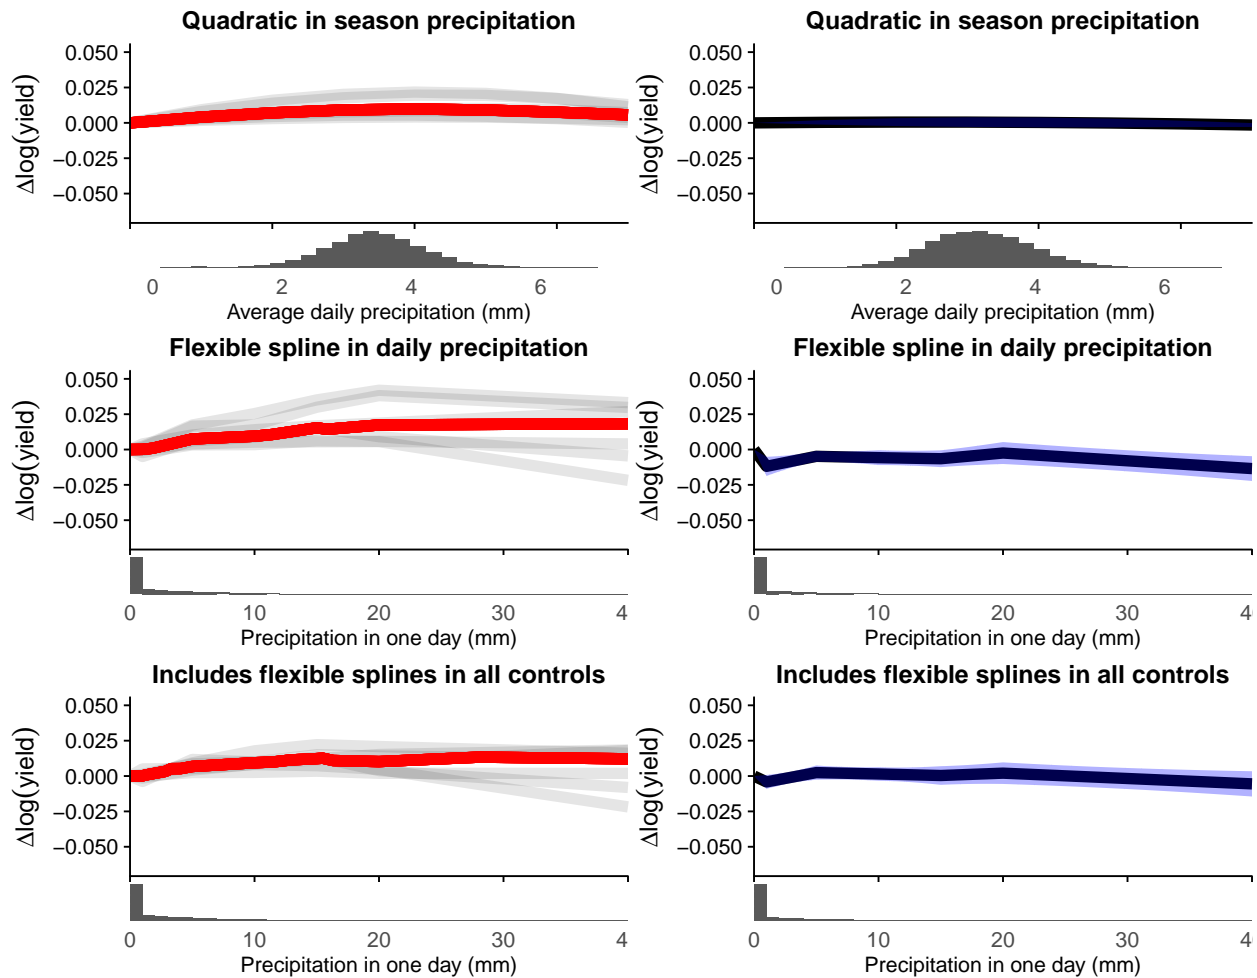 Quadratic in season precipitation
Δlog(yield)
0.050
0.025
0.000
−0.025
−0.050
0 2 4 6
Average daily precipitation (mm)
Quadratic in season precipitation
Δlog(yield)
0.050
0.025
0.000
−0.025
−0.050
0 2 4 6
Average daily precipitation (mm)
Flexible spline in daily precipitation
Δlog(yield)
0.050
0.025
0.000
−0.025
−0.050
0 10 20 30 4
Precipitation in one day (mm)
Flexible spline in daily precipitation
Δlog(yield)
0.050
0.025
0.000
−0.025
−0.050
0 10 20 30 4
Precipitation in one day (mm)
Includes flexible splines in all controls
Δlog(yield)
0.050
0.025
0.000
−0.025
−0.050
0 10 20 30 4
Precipitation in one day (mm)
Includes flexible splines in all controls
Δlog(yield)
0.050
0.025
0.000
−0.025
−0.050
0 10 20 30 4
Precipitation in one day (mm)